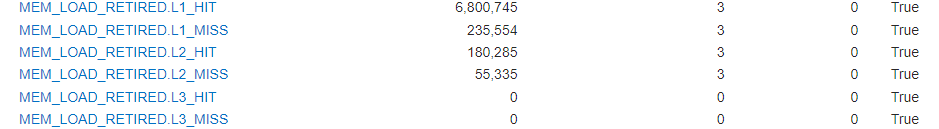 MEM_LOAD_RETIRED.L1_HIT 6,800,745 3 0 True
MEM_LOAD_RETIRED.L1_MISS 235,554 3 0 True
MEM_LOAD_RETIRED.L2_HIT 180,285 3 0 True
MEM_LOAD_RETIRED.L2_MISS 55,335 3 0 True
MEM_LOAD_RETIRED.L3_HIT 0 0 0 True
MEM_LOAD_RETIRED.L3_MISS 0 0 0 True